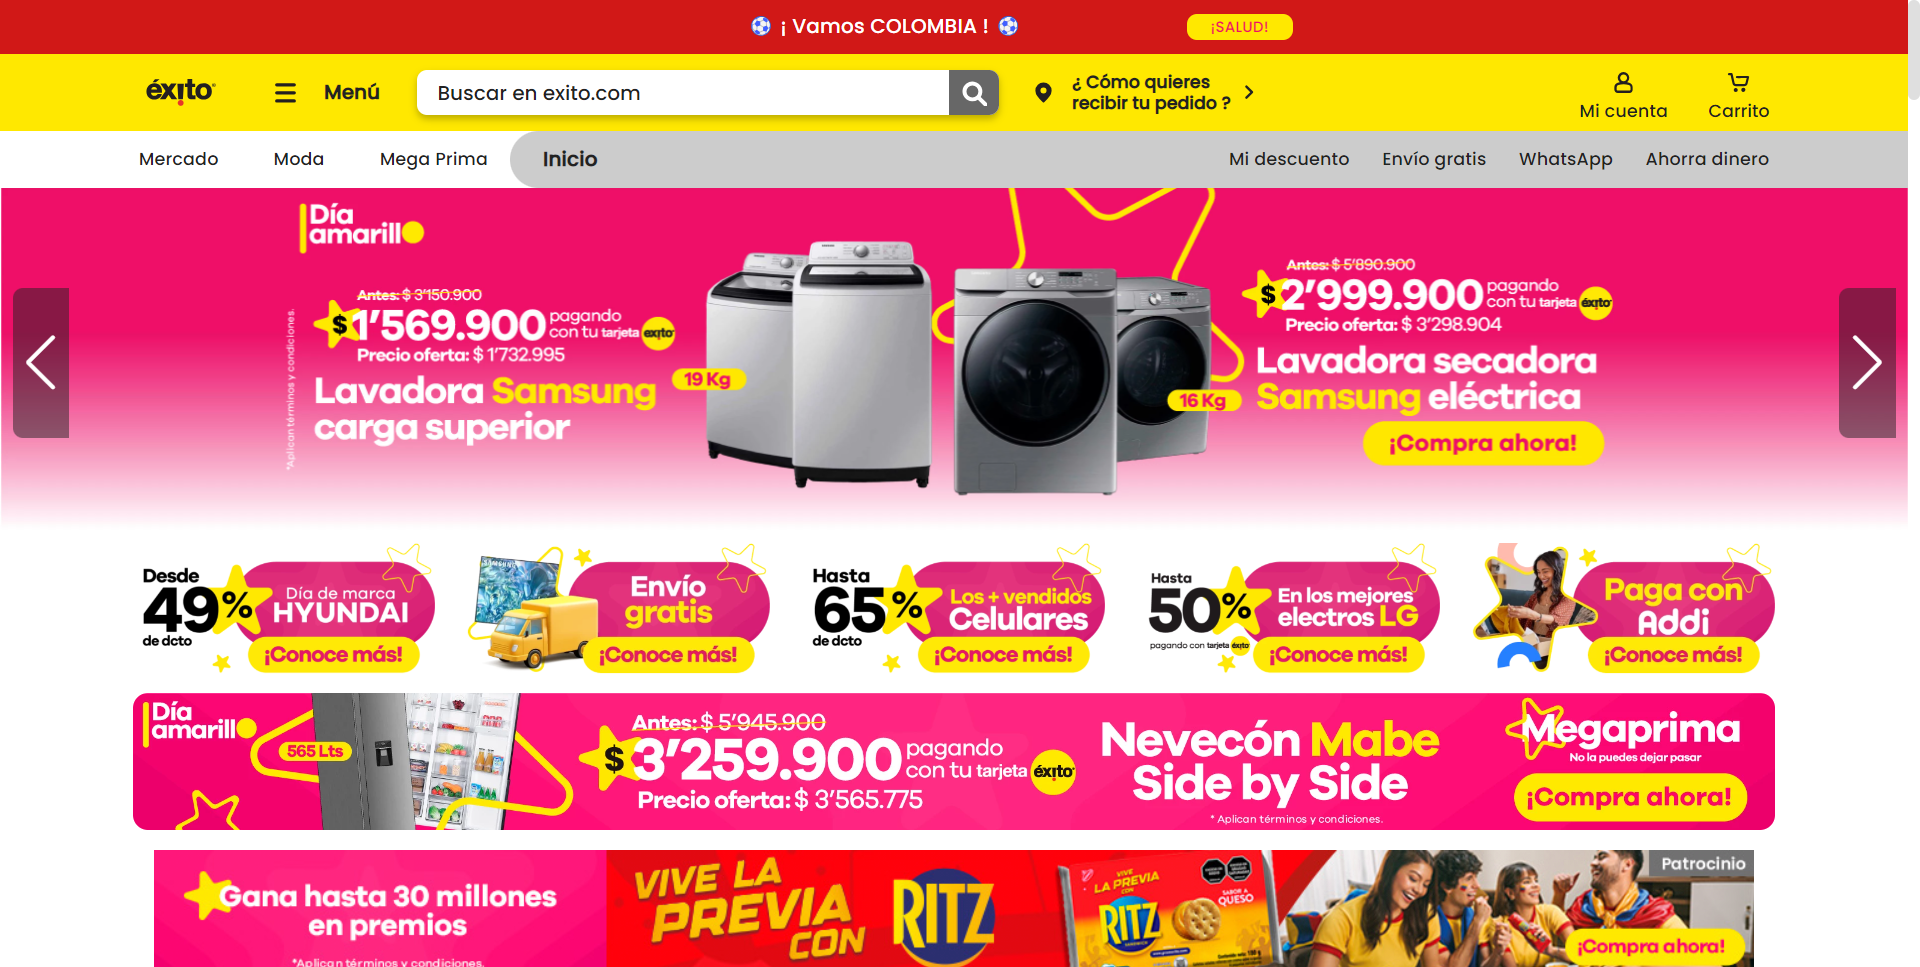 ¡ Vamos COLOMBIA !
¡SALUD!
éxito
Menú
Buscar en exito.com
¿ Cómo quieres
recibir tu pedido ?
Mi cuenta
Carrito
Mercado
Moda
Mega Prima
Inicio
Mi descuento
Envío gratis
WhatsApp
Ahorra dinero
Día
amarillo
Antes: $ 3'150.900
$ 1'569.900 pagando
con tu tarjeta éxito
Precio oferta: $ 1'732.995
Lavadora Samsung
carga superior
19 Kg
*Aplican términos y condiciones.
Antes: $ 5'890.900
$ 2'999.900 pagando
con tu tarjeta éxito
Precio oferta: $ 3'298.904
Lavadora secadora
Samsung eléctrica
16 Kg
¡Compra ahora!
Desde
49%
de dcto
Día de marca
HYUNDAI
¡Conoce más!
Envío
gratis
¡Conoce más!
Hasta
65%
de dcto
Los + vendidos
Celulares
¡Conoce más!
Hasta
50%
pagando con tarjeta éxito
En los mejores
electros LG
¡Conoce más!
Paga con
Addi
¡Conoce más!
Día
amarillo
565 Lts
Antes: $ 5'945.900
$ 3'259.900 pagando
con tu tarjeta éxito
Precio oferta: $ 3'565.775
Nevecón Mabe
Side by Side
* Aplican términos y condiciones.
Megaprima
No la puedes dejar pasar
¡Compra ahora!
Gana hasta 30 millones
en premios
*Aplican términos y condiciones.
VIVE LA
PREVIA
CON
RITZ
VIVE
LA PREVIA
CON
RITZ
SABOR A
QUESO
Patrocinio
¡Compra ahora!